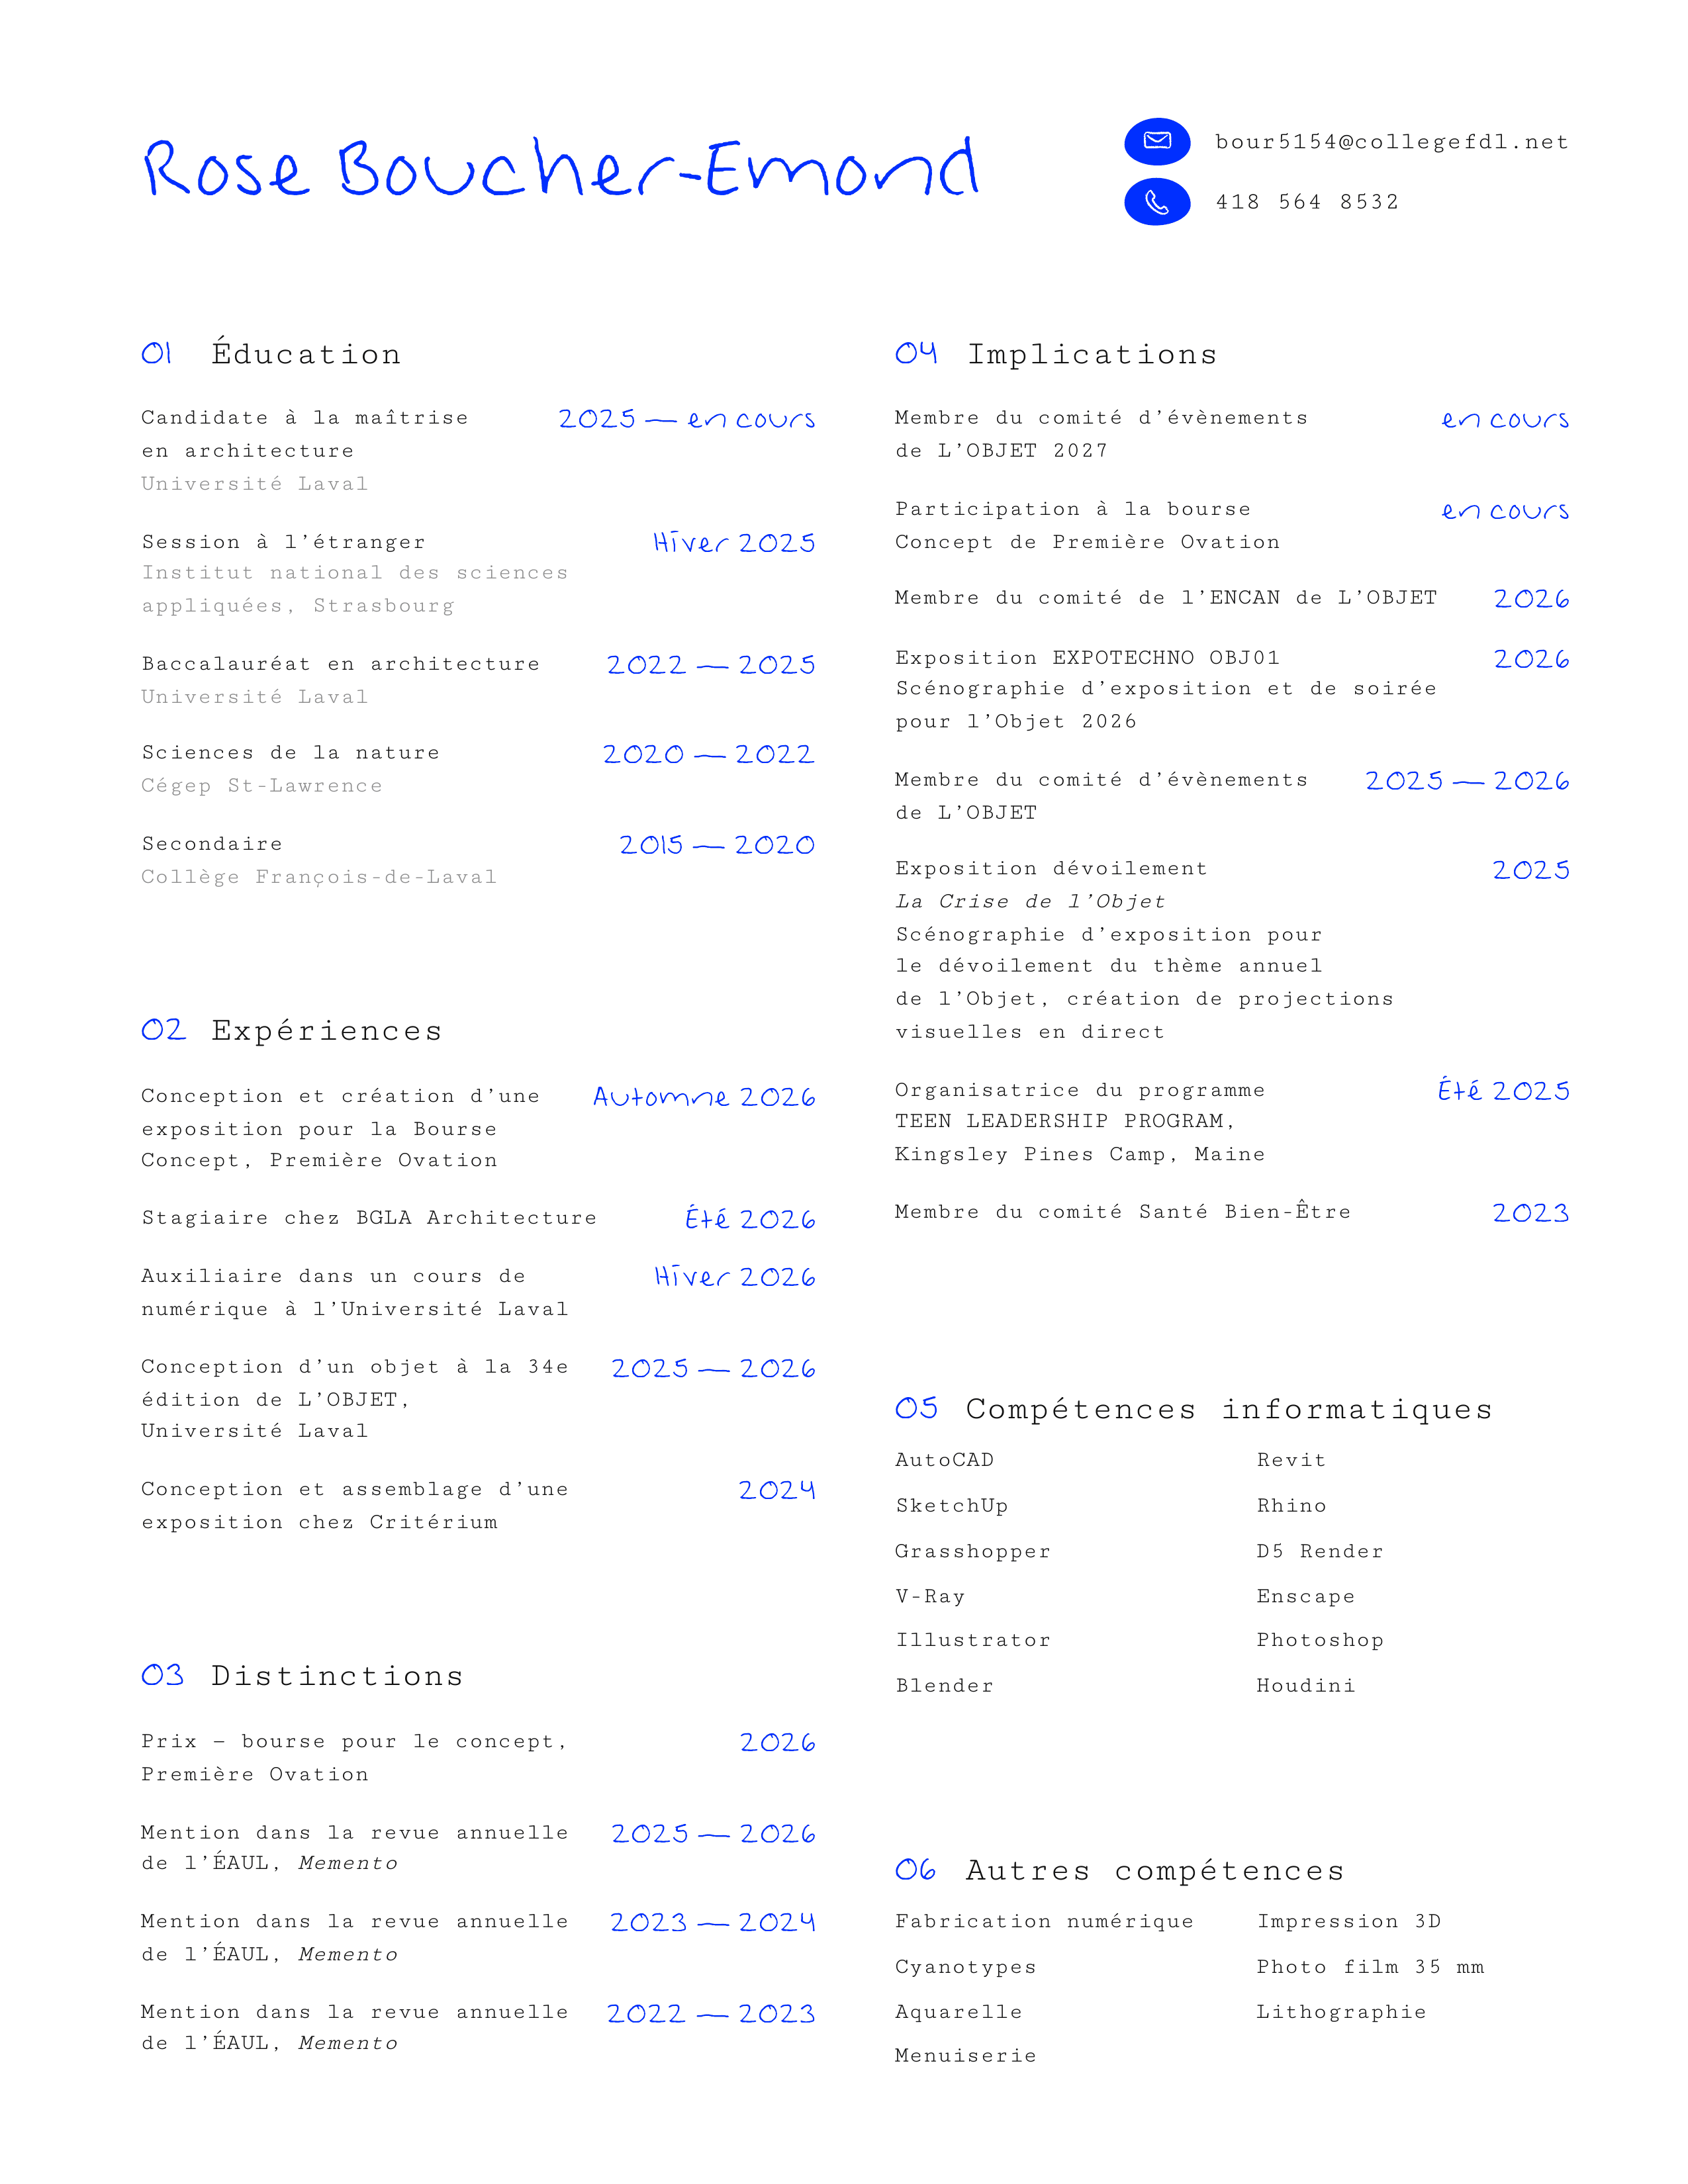 Rose Boucher-Emond
bour5154@collegefdl.net
418 564 8532
01 Éducation
Candidate à la maîtrise 2025 — en cours
en architecture
Université Laval
Session à l’étranger Hiver 2025
Institut national des sciences
appliquées, Strasbourg
Baccalauréat en architecture 2022 — 2025
Université Laval
Sciences de la nature 2020 — 2022
Cégep St-Lawrence
Secondaire 2015 — 2020
Collège François-de-Laval
02 Expériences
Conception et création d’une Automne 2026
exposition pour la Bourse
Concept, Première Ovation
Stagiaire chez BGLA Architecture Été 2026
Auxiliaire dans un cours de Hiver 2026
numérique à l’Université Laval
Conception d’un objet à la 34e 2025 — 2026
édition de L’OBJET,
Université Laval
Conception et assemblage d’une 2024
exposition chez Critérium
03 Distinctions
Prix – bourse pour le concept, 2026
Première Ovation
Mention dans la revue annuelle 2025 — 2026
de l’ÉAUL, Memento
Mention dans la revue annuelle 2023 — 2024
de l’ÉAUL, Memento
Mention dans la revue annuelle 2022 — 2023
de l’ÉAUL, Memento
04 Implications
Membre du comité d’évènements en cours
de L’OBJET 2027
Participation à la bourse en cours
Concept de Première Ovation
Membre du comité de l’ENCAN de L’OBJET 2026
Exposition EXPOTECHNO OBJ01 2026
Scénographie d’exposition et de soirée
pour l’Objet 2026
Membre du comité d’évènements 2025 — 2026
de L’OBJET
Exposition dévoilement 2025
La Crise de l’Objet
Scénographie d’exposition pour
le dévoilement du thème annuel
de l’Objet, création de projections
visuelles en direct
Organisatrice du programme Été 2025
TEEN LEADERSHIP PROGRAM,
Kingsley Pines Camp, Maine
Membre du comité Santé Bien-Être 2023
05 Compétences informatiques
AutoCAD Revit
SketchUp Rhino
Grasshopper D5 Render
V-Ray Enscape
Illustrator Photoshop
Blender Houdini
06 Autres compétences
Fabrication numérique Impression 3D
Cyanotypes Photo film 35 mm
Aquarelle Lithographie
Menuiserie